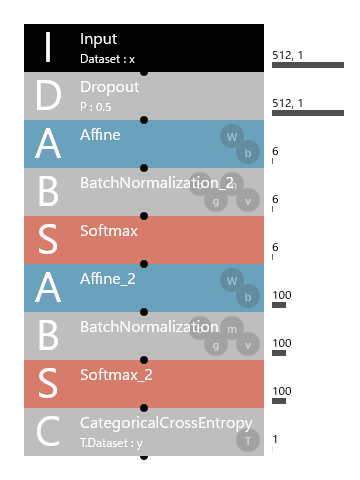 I Input
Dataset : x
512, 1
D Dropout
P : 0.5
512, 1
A Affine
W
b
6
B BatchNormalization_2
m
g v
6
S Softmax
6
A Affine_2
W
b
100
B BatchNormalization
m
g v
100
S Softmax_2
100
C CategoricalCrossEntropy
T.Dataset : y
T
1